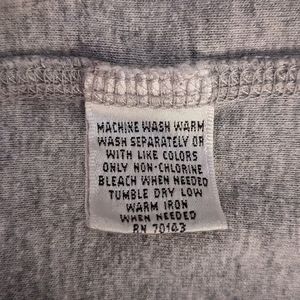 MACHINE WASH WARM
WASH SEPARATELY OR
WITH LIKE COLORS
ONLY NON-CHLORINE
BLEACH WHEN NEEDED
TUMBLE DRY LOW
WARM IRON
WHEN NEEDED
RN 70143